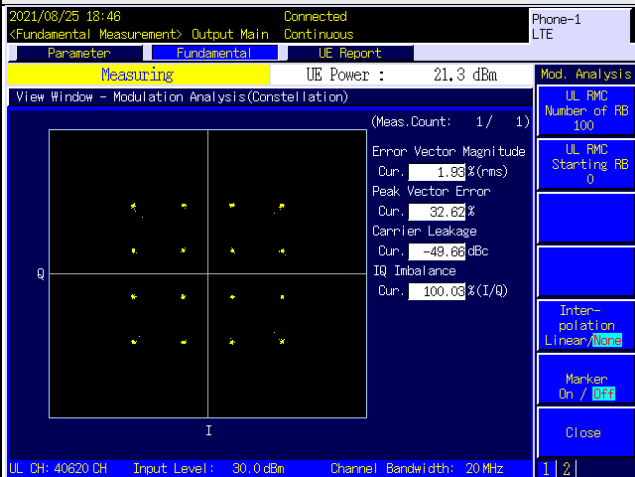 2021/08/25 18:46 Connected
<Fundamental Measurement> Output Main Continuous
Phone-1
LTE
Parameter Fundamental UE Report
Measuring UE Power : 21.3 dBm
View Window - Modulation Analysis(Constellation)
(Meas.Count: 1/ 1)
Error Vector Magnitude
Cur. 1.93 %(rms)
Peak Vector Error
Cur. 32.62 %
Carrier Leakage
Cur. -49.66 dBc
IQ Imbalance
Cur. 100.03 %(I/Q)
Q
I
Mod. Analysis
UL RMC
Number of RB
100
UL RMC
Starting RB
0
Inter-
polation
Linear/None
Marker
On / Off
Close
1 2
UL CH: 40620 CH Input Level: 30.0 dBm Channel Bandwidth: 20 MHz